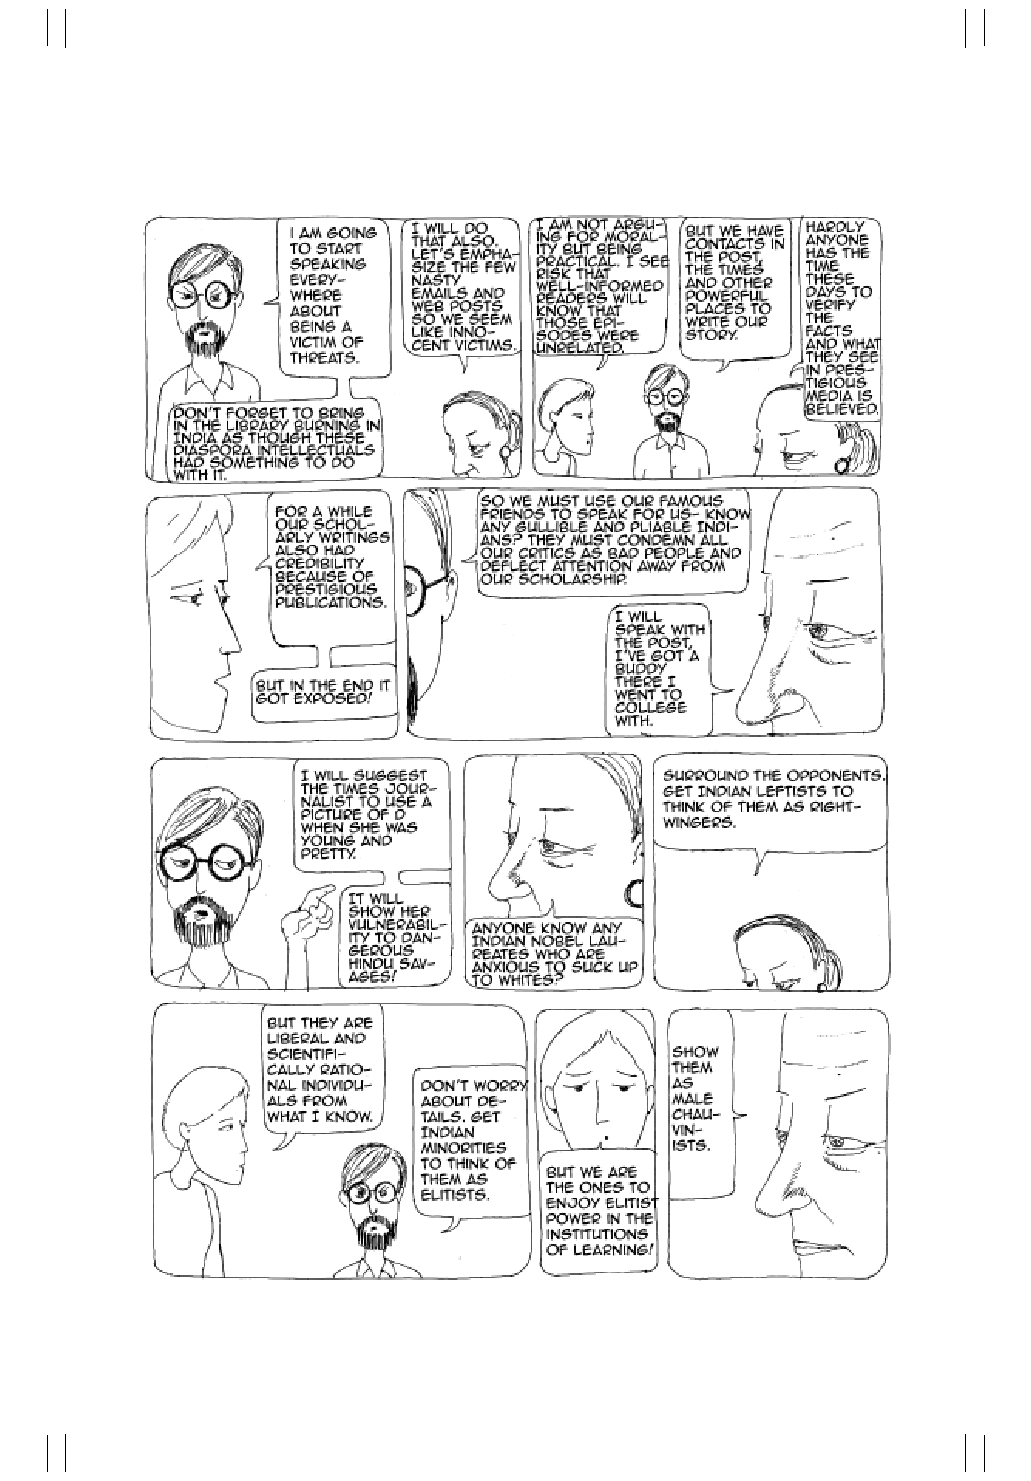 I AM GOING
TO START
SPEAKING
EVERY-
WHERE
ABOUT
BEING A
VICTIM OF
THREATS.
DON'T FORGET TO BRING
IN THE LIBRARY BURNING IN
INDIA AS THOUGH THESE
DIASPORA INTELLECTUALS
HAD SOMETHING TO DO
WITH IT.
I WILL DO
THAT ALSO.
LET'S EMPHA-
SIZE THE FEW
NASTY
EMAILS AND
WEB POSTS
SO WE SEEM
LIKE INNO-
CENT VICTIMS.
I AM NOT ARGU-
ING FOR MORAL-
ITY BUT BEING
PRACTICAL. I SEE
RISK THAT
WELL-INFORMED
READERS WILL
KNOW THAT
THOSE EPI-
SODES WERE
UNRELATED.
BUT WE HAVE
CONTACTS IN
THE POST,
THE TIMES
AND OTHER
POWERFUL
PLACES TO
WRITE OUR
STORY.
HARDLY
ANYONE
HAS THE
TIME
THESE
DAYS TO
VERIFY
THE
FACTS
AND WHAT
THEY SEE
IN PRES-
TIGIOUS
MEDIA IS
BELIEVED.
FOR A WHILE
OUR SCHOL-
ARLY WRITINGS
ALSO HAD
CREDIBILITY
BECAUSE OF
PRESTIGIOUS
PUBLICATIONS.
BUT IN THE END IT
GOT EXPOSED!
SO WE MUST USE OUR FAMOUS
FRIENDS TO SPEAK FOR US- KNOW
ANY GULLIBLE AND PLIABLE INDI-
ANS? THEY MUST CONDEMN ALL
OUR CRITICS AS BAD PEOPLE AND
DEFLECT ATTENTION AWAY FROM
OUR SCHOLARSHIP.
I WILL
SPEAK WITH
THE POST,
I'VE GOT A
BUDDY
THERE I
WENT TO
COLLEGE
WITH.
I WILL SUGGEST
THE TIMES JOUR-
NALIST TO USE A
PICTURE OF D
WHEN SHE WAS
YOUNG AND
PRETTY.
IT WILL
SHOW HER
VULNERABIL-
ITY TO DAN-
GEROUS
HINDU SAV-
AGES!
ANYONE KNOW ANY
INDIAN NOBEL LAU-
REATES WHO ARE
ANXIOUS TO SUCK UP
TO WHITES?
SURROUND THE OPPONENTS.
GET INDIAN LEFTISTS TO
THINK OF THEM AS RIGHT-
WINGERS.
BUT THEY ARE
LIBERAL AND
SCIENTIFI-
CALLY RATIO-
NAL INDIVIDU-
ALS FROM
WHAT I KNOW.
DON'T WORRY
ABOUT DE-
TAILS. GET
INDIAN
MINORITIES
TO THINK OF
THEM AS
ELITISTS.
BUT WE ARE
THE ONES TO
ENJOY ELITIST
POWER IN THE
INSTITUTIONS
OF LEARNING!
SHOW
THEM
AS
MALE
CHAU-
VIN-
ISTS.